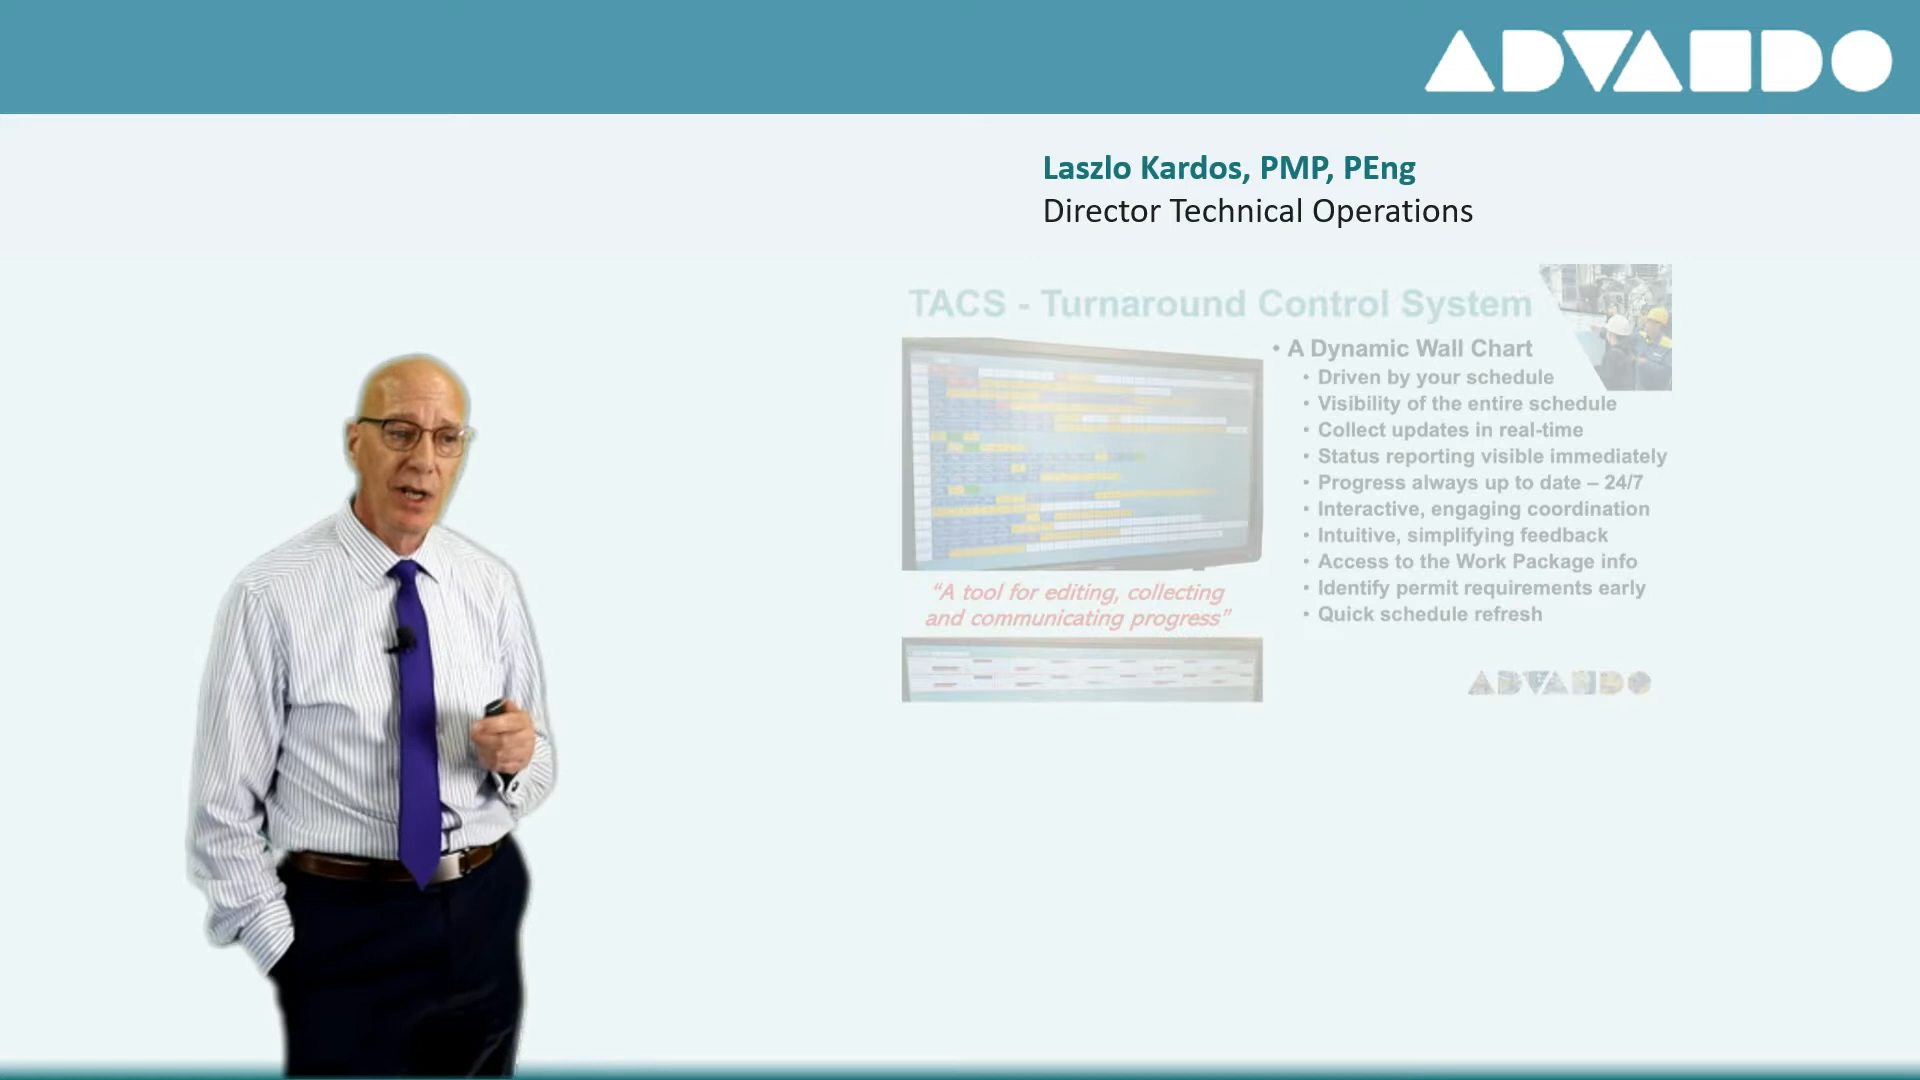 ADVANDO
Laszlo Kardos, PMP, PEng
Director Technical Operations
TACS - Turnaround Control System
• A Dynamic Wall Chart
• Driven by your schedule
• Visibility of the entire schedule
• Collect updates in real-time
• Status reporting visible immediately
• Progress always up to date – 24/7
• Interactive, engaging coordination
• Intuitive, simplifying feedback
• Access to the Work Package info
• Identify permit requirements early
• Quick schedule refresh
“A tool for editing, collecting
and communicating progress”
ADVANDO